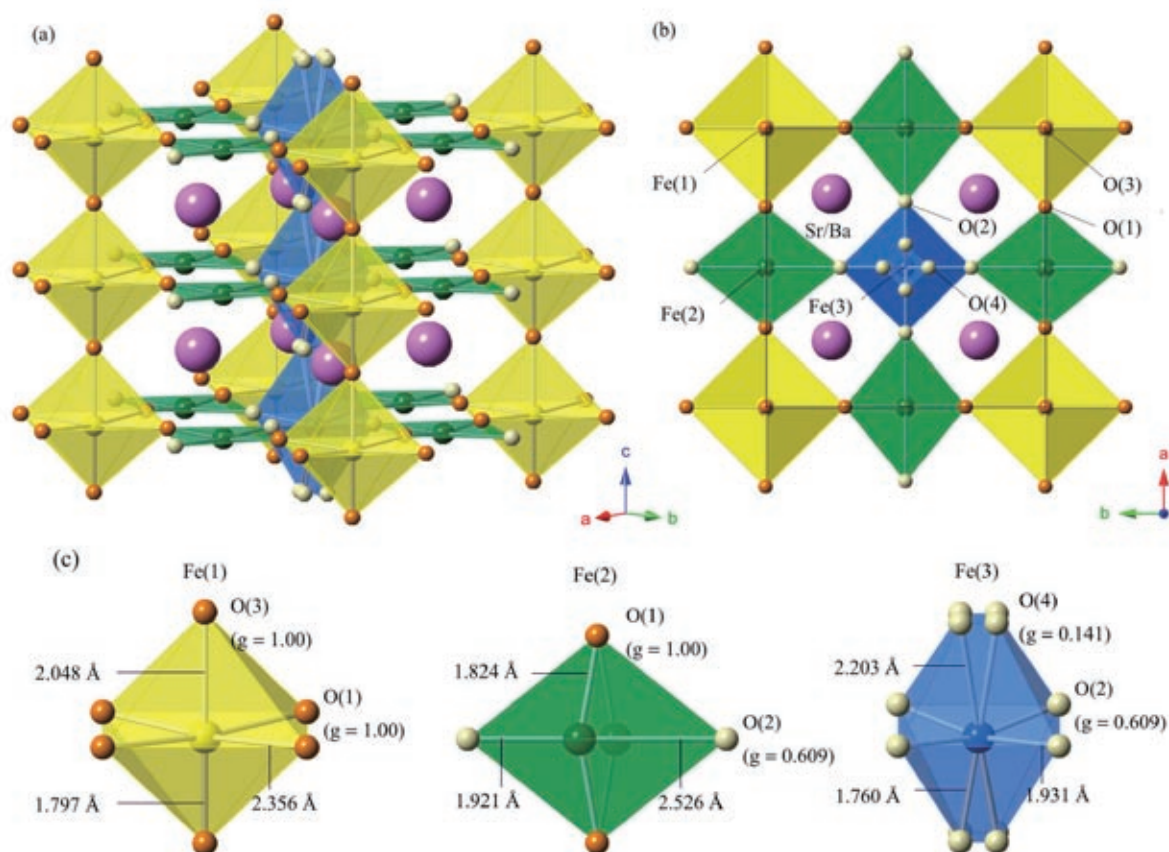 (a)
(b)
Fe(1)
O(3)
Sr/Ba
O(2)
O(1)
Fe(2)
Fe(3)
O(4)
c
a
b
a
b
(c)
Fe(1)
O(3)
(g = 1.00)
2.048 Å
O(1)
(g = 1.00)
1.797 Å
2.356 Å
Fe(2)
O(1)
(g = 1.00)
1.824 Å
O(2)
(g = 0.609)
1.921 Å
2.526 Å
Fe(3)
O(4)
(g = 0.141)
2.203 Å
O(2)
(g = 0.609)
1.760 Å
1.931 Å